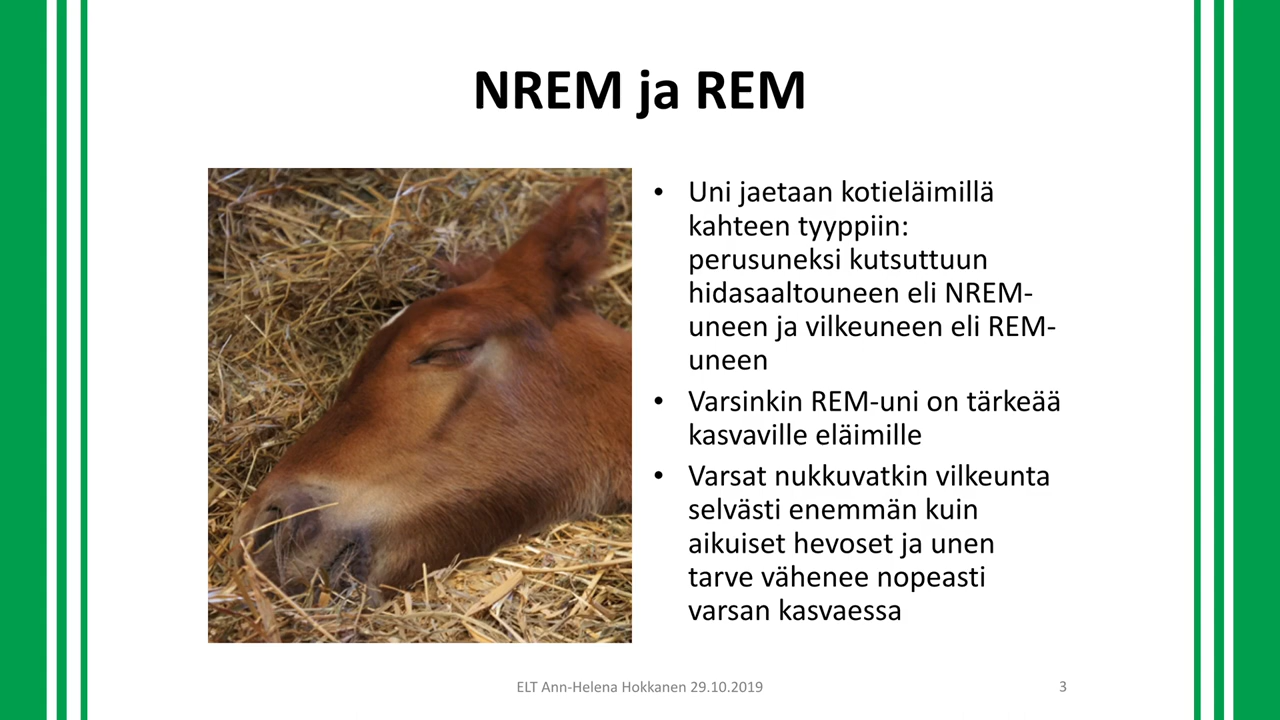 NREM ja REM
• Uni jaetaan kotieläimillä
kahteen tyyppiin:
perusuneksi kutsuttuun
hidasaaltouneen eli NREM-
uneen ja vilkeuneen eli REM-
uneen
• Varsinkin REM-uni on tärkeää
kasvaville eläimille
• Varsat nukkuvatkin vilkeunta
selvästi enemmän kuin
aikuiset hevoset ja unen
tarve vähenee nopeasti
varsan kasvaessa
ELT Ann-Helena Hokkanen 29.10.2019
3